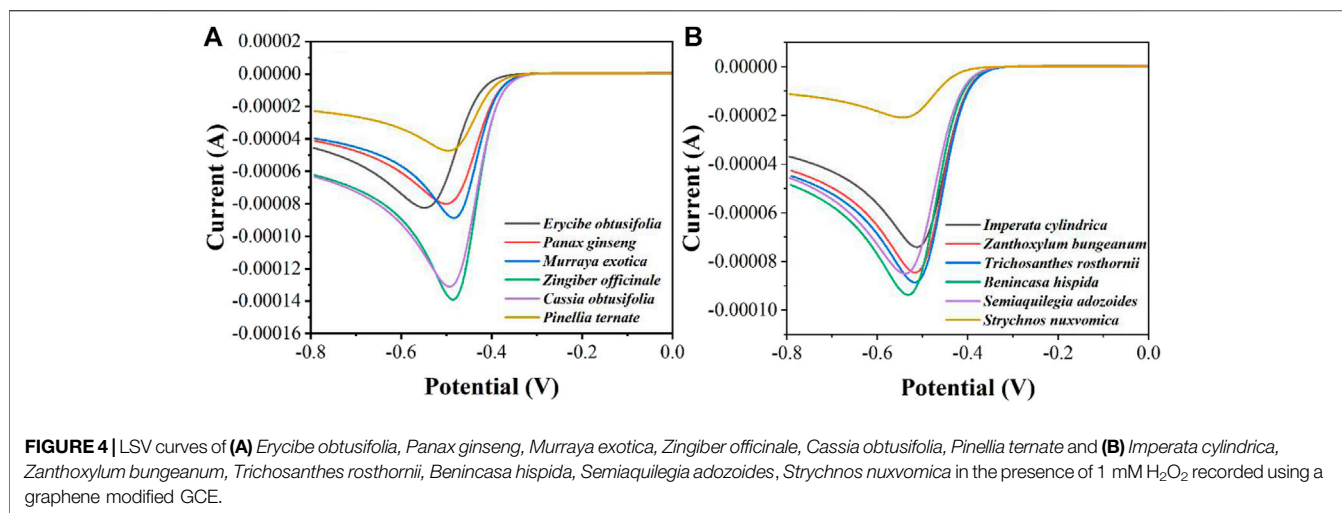 A
0.00002
0.00000
-0.00002
-0.00004
-0.00006
-0.00008
-0.00010
-0.00012
-0.00014
-0.00016
Current (A)
Erycibe obtusifolia
Panax ginseng
Murraya exotica
Zingiber officinale
Cassia obtusifolia
Pinellia ternate
-0.8 -0.6 -0.4 -0.2 0.0
Potential (V)
B
0.00000
-0.00002
-0.00004
-0.00006
-0.00008
-0.00010
Current (A)
Imperata cylindrica
Zanthoxylum bungeanum
Trichosanthes rosthornii
Benincasa hispida
Semiaquilegia adozoides
Strychnos nuxvomica
-0.8 -0.6 -0.4 -0.2 0.0
Potential (V)
FIGURE 4 | LSV curves of (A) Erycibe obtusifolia, Panax ginseng, Murraya exotica, Zingiber officinale, Cassia obtusifolia, Pinellia ternate and (B) Imperata cylindrica,
Zanthoxylum bungeanum, Trichosanthes rosthornii, Benincasa hispida, Semiaquilegia adozoides, Strychnos nuxvomica in the presence of 1 mM H₂O₂ recorded using a
graphene modified GCE.